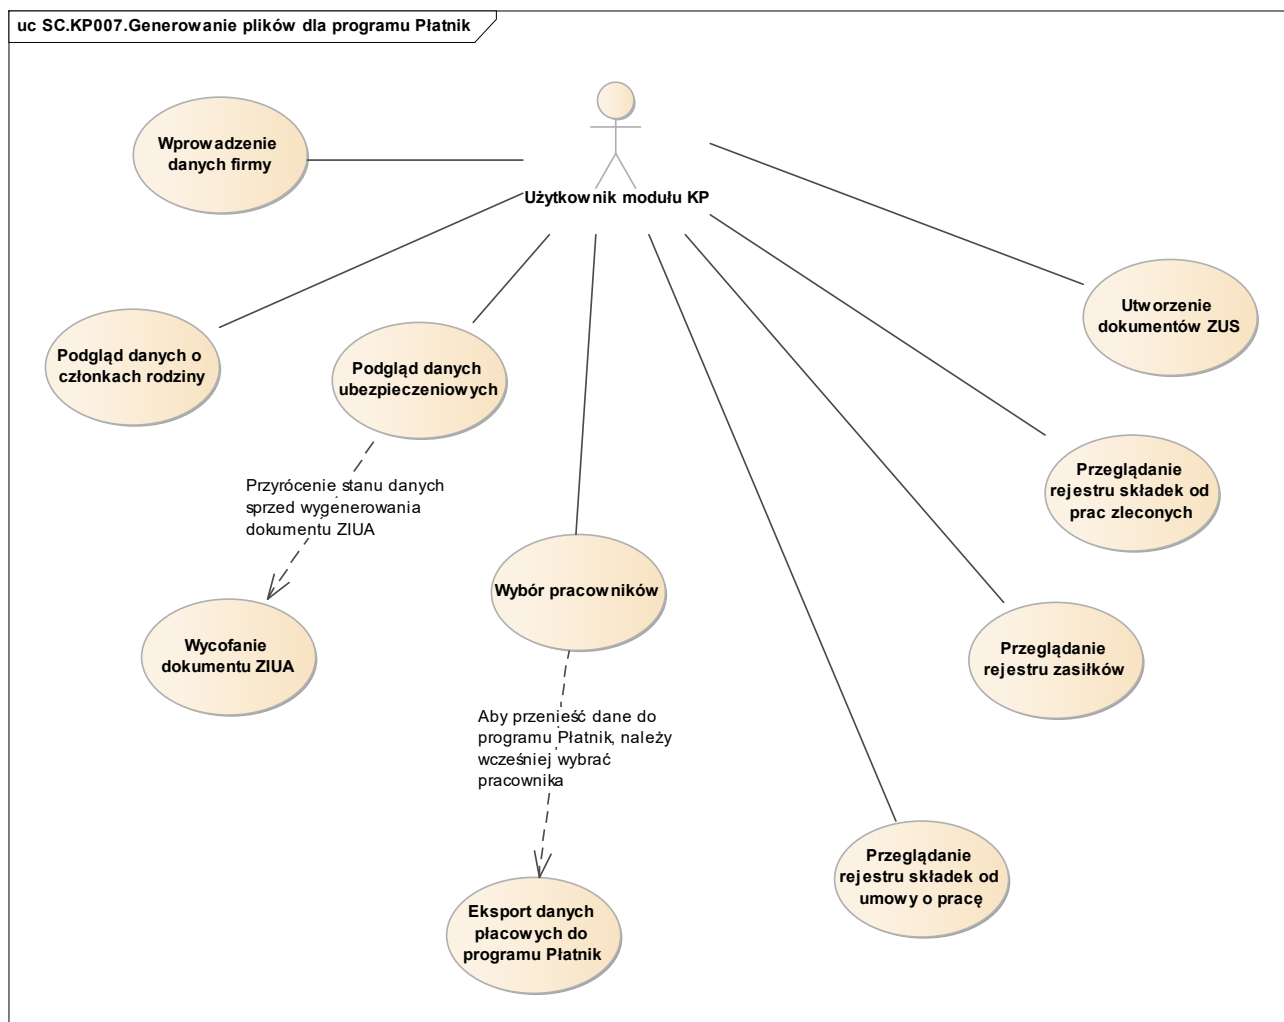 uc SC.KP007.Generowanie plików dla programu Płatnik
Wprowadzenie
danych firmy
Użytkownik modułu KP
Utworzenie
dokumentów ZUS
Podgląd danych o
członkach rodziny
Podgląd danych
ubezpieczeniowych
Przeglądanie
rejestru składek od
prac zleconych
Przyrócenie stanu danych
sprzed wygenerowania
dokumentu ZIUA
Wybór pracowników
Wycofanie
dokumentu ZIUA
Przeglądanie
rejestru zasiłków
Aby przenieść dane do
programu Płatnik, należy
wcześniej wybrać
pracownika
Przeglądanie
rejestru składek od
umowy o pracę
Eksport danych
płacowych do
programu Płatnik